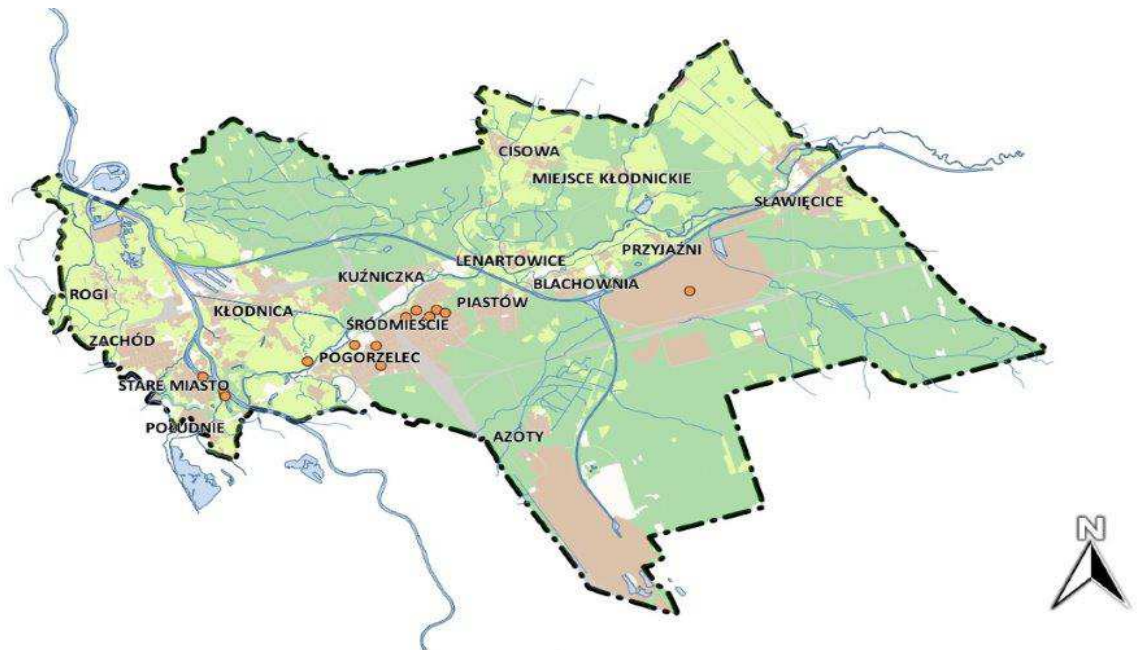 CISOWA
MIEJSCE KŁODNICKIE
SŁAWIĘCICE
PRZYJAŹNI
LENARTOWICE
KUŹNICZKA
BLACHOWNIA
ROGI
PIASTÓW
KŁODNICA
ŚRÓDMIEŚCIE
ZACHÓD
POGORZELEC
STARE MIASTO
POŁUDNIE
AZOTY
N